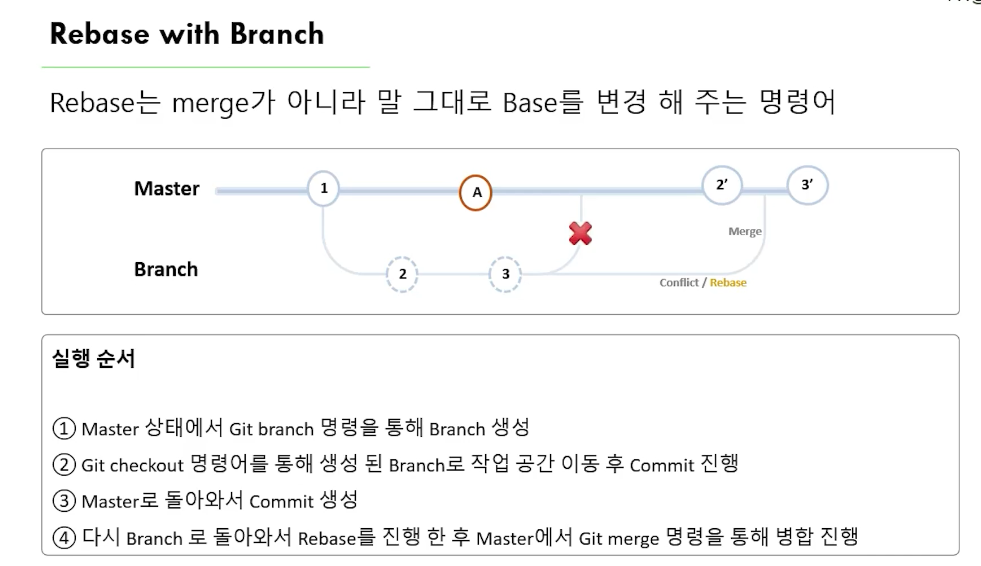 Rebase with Branch
Rebase는 merge가 아니라 말 그대로 Base를 변경 해 주는 명령어
Master
1
A
2’
3’
Merge
Branch
2
3
Conflict / Rebase
실행 순서
① Master 상태에서 Git branch 명령을 통해 Branch 생성
② Git checkout 명령어를 통해 생성 된 Branch로 작업 공간 이동 후 Commit 진행
③ Master로 돌아와서 Commit 생성
④ 다시 Branch 로 돌아와서 Rebase를 진행 한 후 Master에서 Git merge 명령을 통해 병합 진행